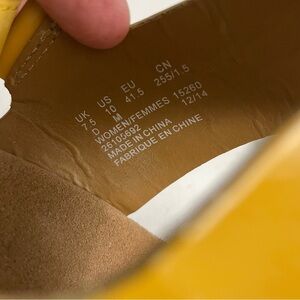 UK US EU CN
7.5 10 41.5 255/1.5
D M
WOMEN/FEMMES 15260
26105692 12/14
MADE IN CHINA
FABRIQUE EN CHINE